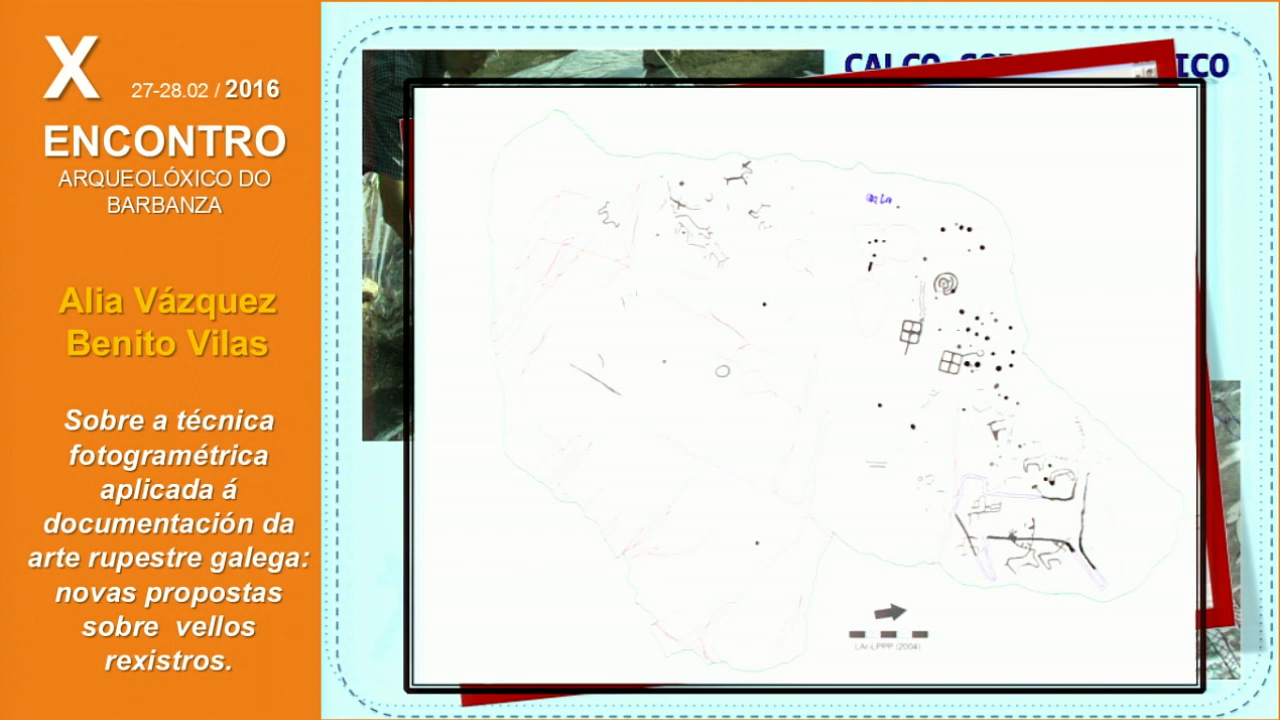 X
27-28.02 / 2016
ENCONTRO
ARQUEOLÓXICO DO
BARBANZA
Alia Vázquez
Benito Vilas
Sobre a técnica
fotogramétrica
aplicada á
documentación da
arte rupestre galega:
novas propostas
sobre vellos
rexistros.
CALCO
LAr-LPPP (2004)